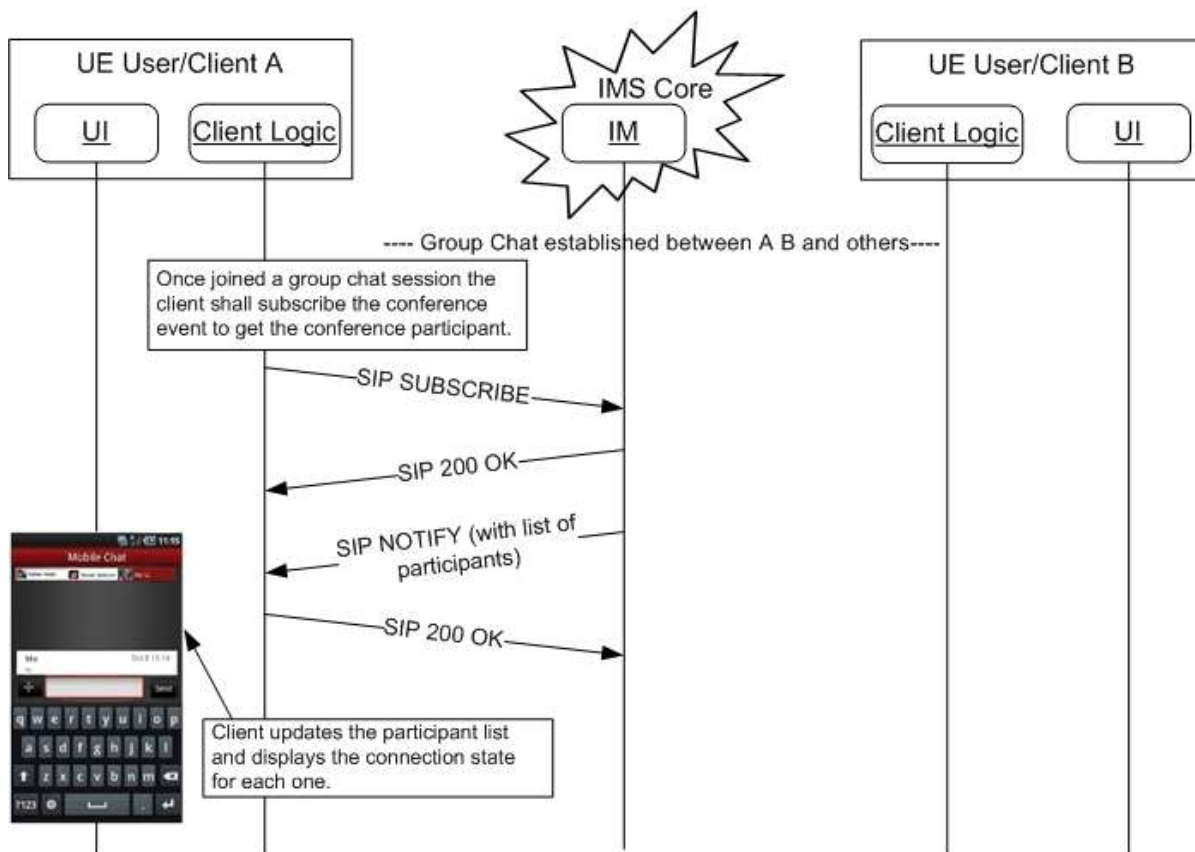 UE User/Client A
UI
Client Logic
IMS Core
IM
UE User/Client B
Client Logic
UI
---- Group Chat established between A B and others----
Once joined a group chat session the
client shall subscribe the conference
event to get the conference participant.
SIP SUBSCRIBE
SIP 200 OK
SIP NOTIFY (with list of
participants)
SIP 200 OK
11:15
Mobile Chat
Me
Send
q w e r t y u i o p
a s d f g h j k l
z x c v b n m
?123 .
Client updates the participant list
and displays the connection state
for each one.